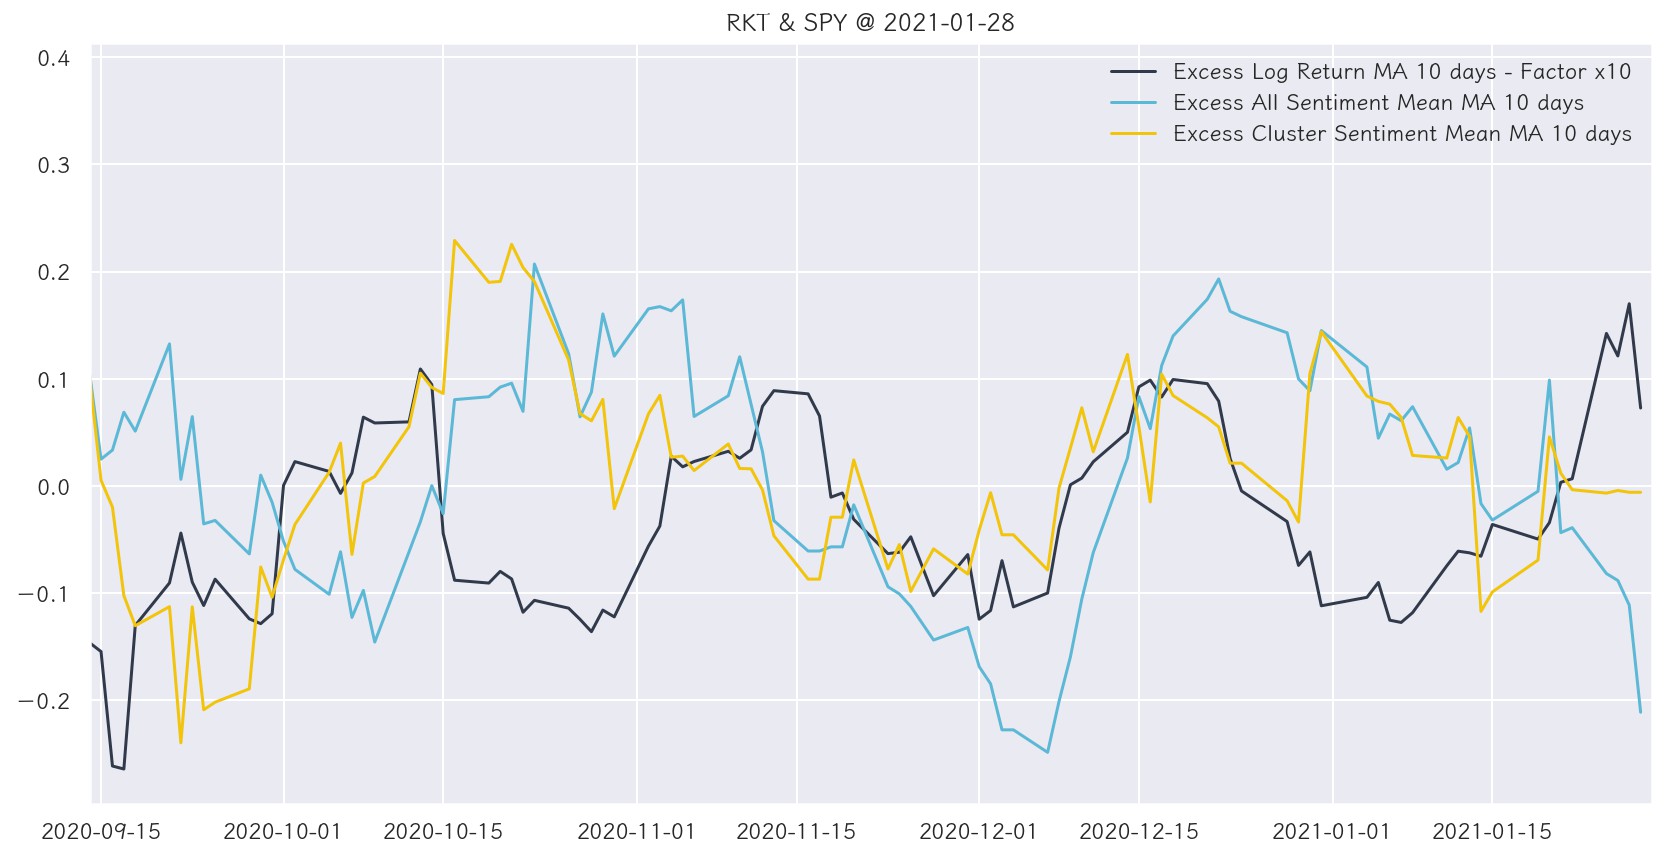 RKT & SPY @ 2021-01-28
0.4
0.3
0.2
0.1
0.0
−0.1
−0.2
Excess Log Return MA 10 days - Factor x10
Excess All Sentiment Mean MA 10 days
Excess Cluster Sentiment Mean MA 10 days
2020-09-15 2020-10-01 2020-10-15 2020-11-01 2020-11-15 2020-12-01 2020-12-15 2021-01-01 2021-01-15